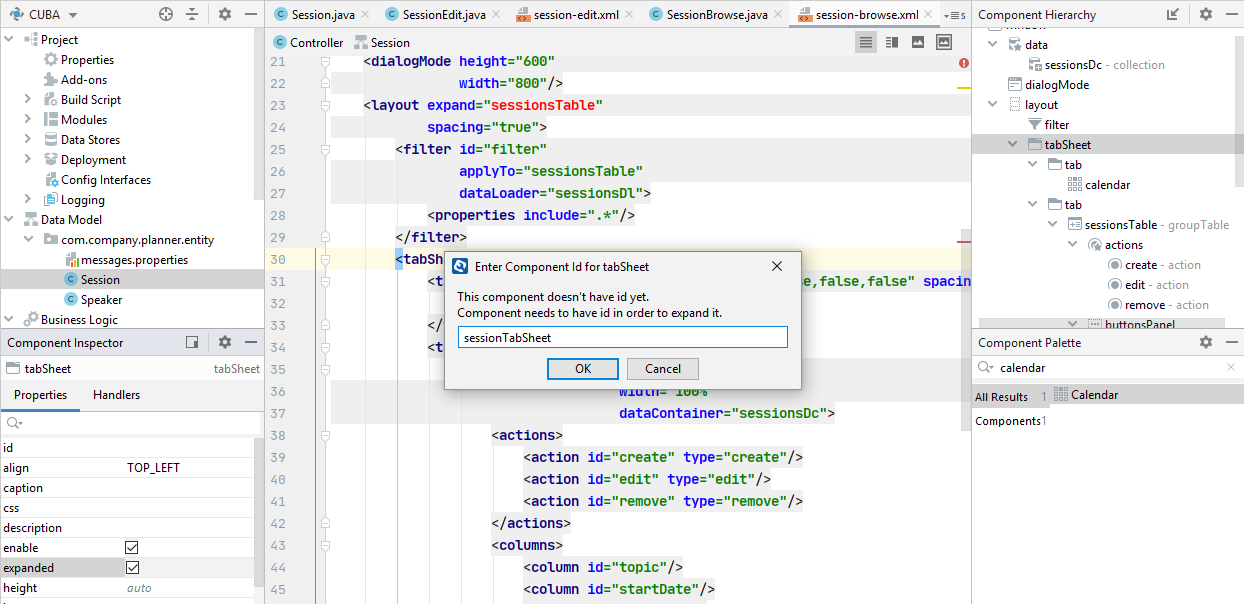 CUBA
Project
Properties
Add-ons
Build Script
Modules
Data Stores
Deployment
Config Interfaces
Logging
Data Model
com.company.planner.entity
messages.properties
Session
Speaker
Business Logic
Component Inspector
tabSheet tabSheet
Properties Handlers
id
align TOP_LEFT
caption
css
description
enable
expanded
height auto
Session.java SessionEdit.java session-edit.xml SessionBrowse.java session-browse.xml 5
Controller Session
21 <dialogMode height="600"
22 width="800"/>
23 <layout expand="sessionsTable"
24 spacing="true">
25 <filter id="filter"
26 applyTo="sessionsTable"
27 dataLoader="sessionsDl">
28 <properties include=".*"/>
29 </filter>
30 <tabSh
31 <t e,false,false" spacin
32
33 </
34 <t
35
36 width="100%
37 dataContainer="sessionsDc">
38 <actions>
39 <action id="create" type="create"/>
40 <action id="edit" type="edit"/>
41 <action id="remove" type="remove"/>
42 </actions>
43 <columns>
44 <column id="topic"/>
45 <column id="startDate"/>
Enter Component Id for tabSheet
This component doesn't have id yet.
Component needs to have id in order to expand it.
sessionTabSheet
OK Cancel
Component Hierarchy
data
sessionsDc - collection
dialogMode
layout
filter
tabSheet
tab
calendar
tab
sessionsTable - groupTable
actions
create - action
edit - action
remove - action
buttonsPanel
Component Palette
calendar
All Results 1 Calendar
Components 1